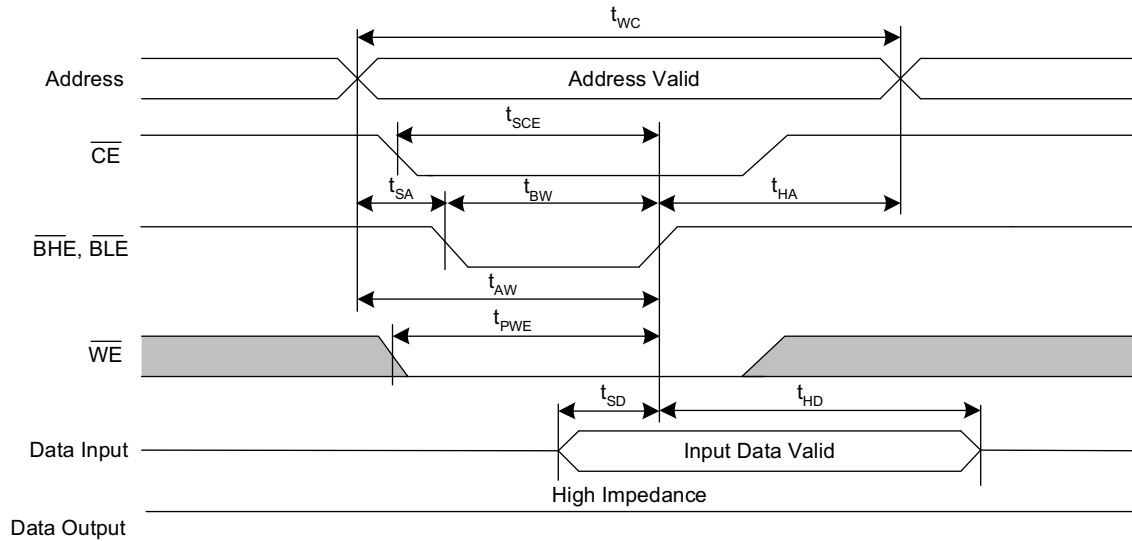 tWC
Address Address Valid
tSCE
CE
tSA tBW tHA
BHE, BLE
tAW
tPWE
WE
tSD tHD
Data Input Input Data Valid
High Impedance
Data Output